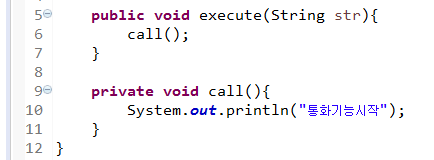 5 public void execute(String str){
6 call();
7 }
8
9 private void call(){
10 System.out.println("통화기능시작");
11 }
12 }